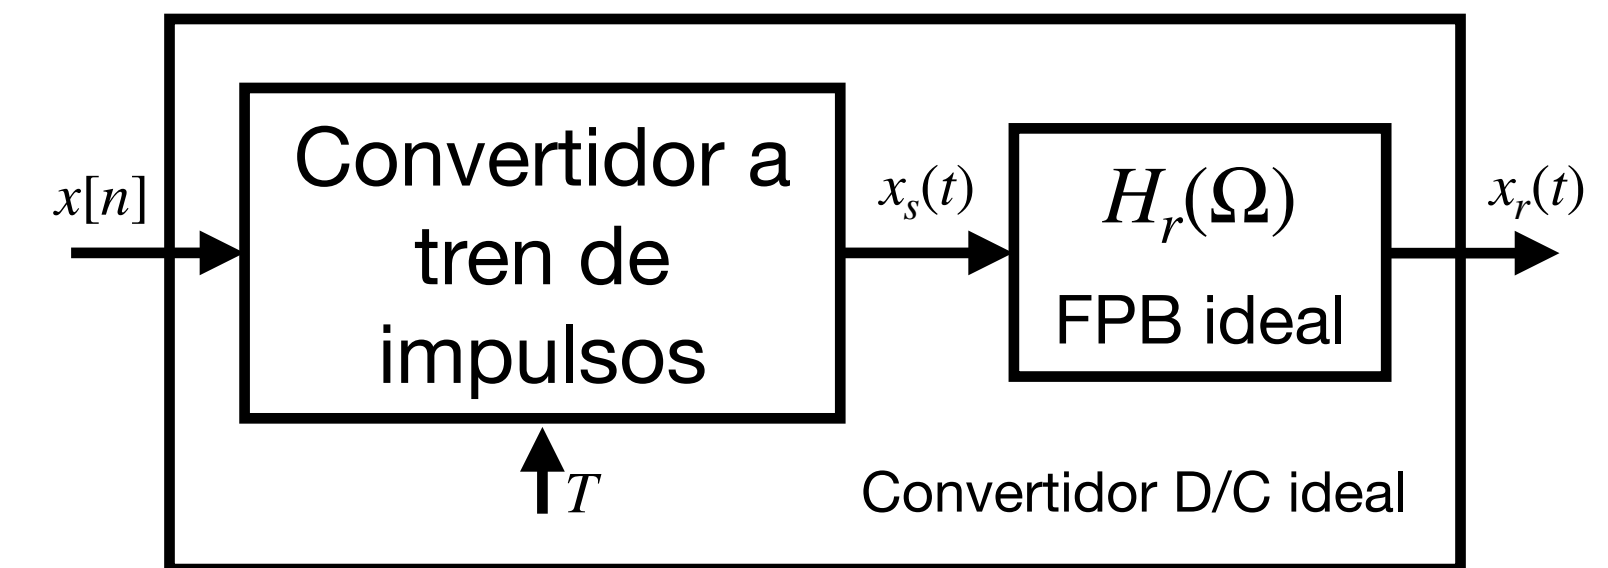 x[n]
Convertidor a
tren de
impulsos
T
x_s(t)
H_r(Ω)
FPB ideal
x_r(t)
Convertidor D/C ideal